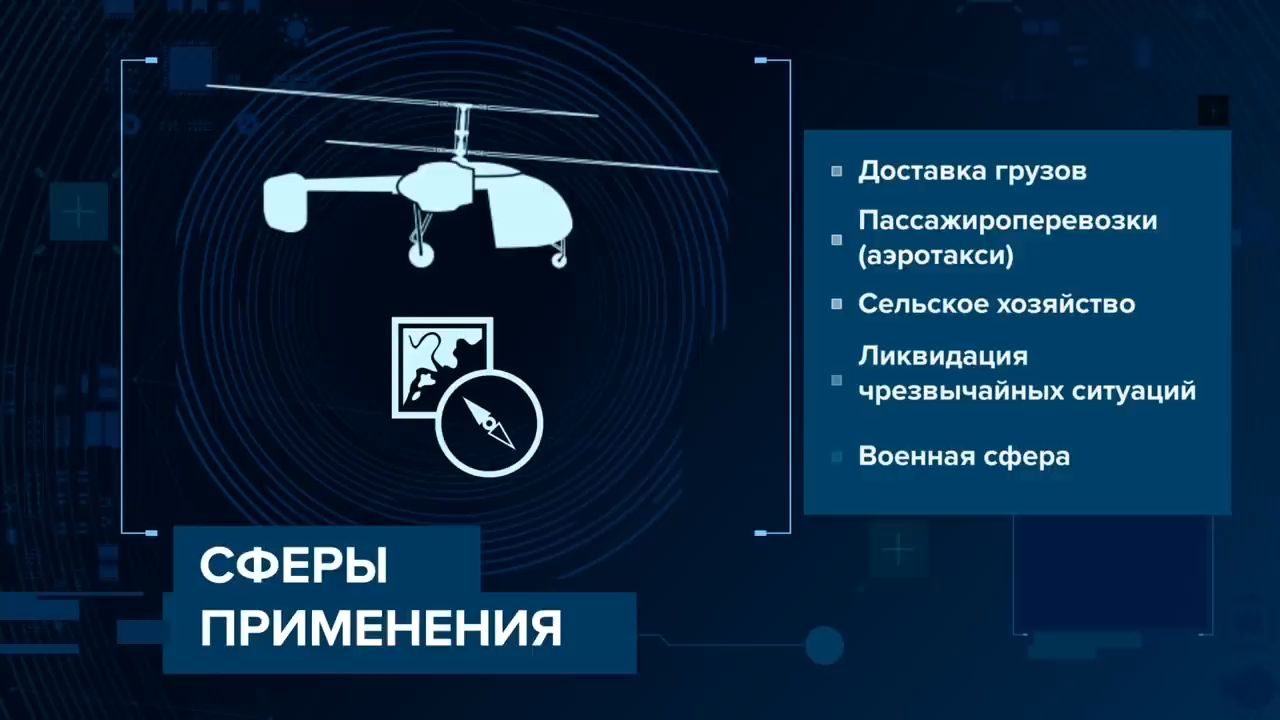 Доставка грузов
Пассажироперевозки
(аэротакси)
Сельское хозяйство
Ликвидация
чрезвычайных ситуаций
Военная сфера
СФЕРЫ
ПРИМЕНЕНИЯ